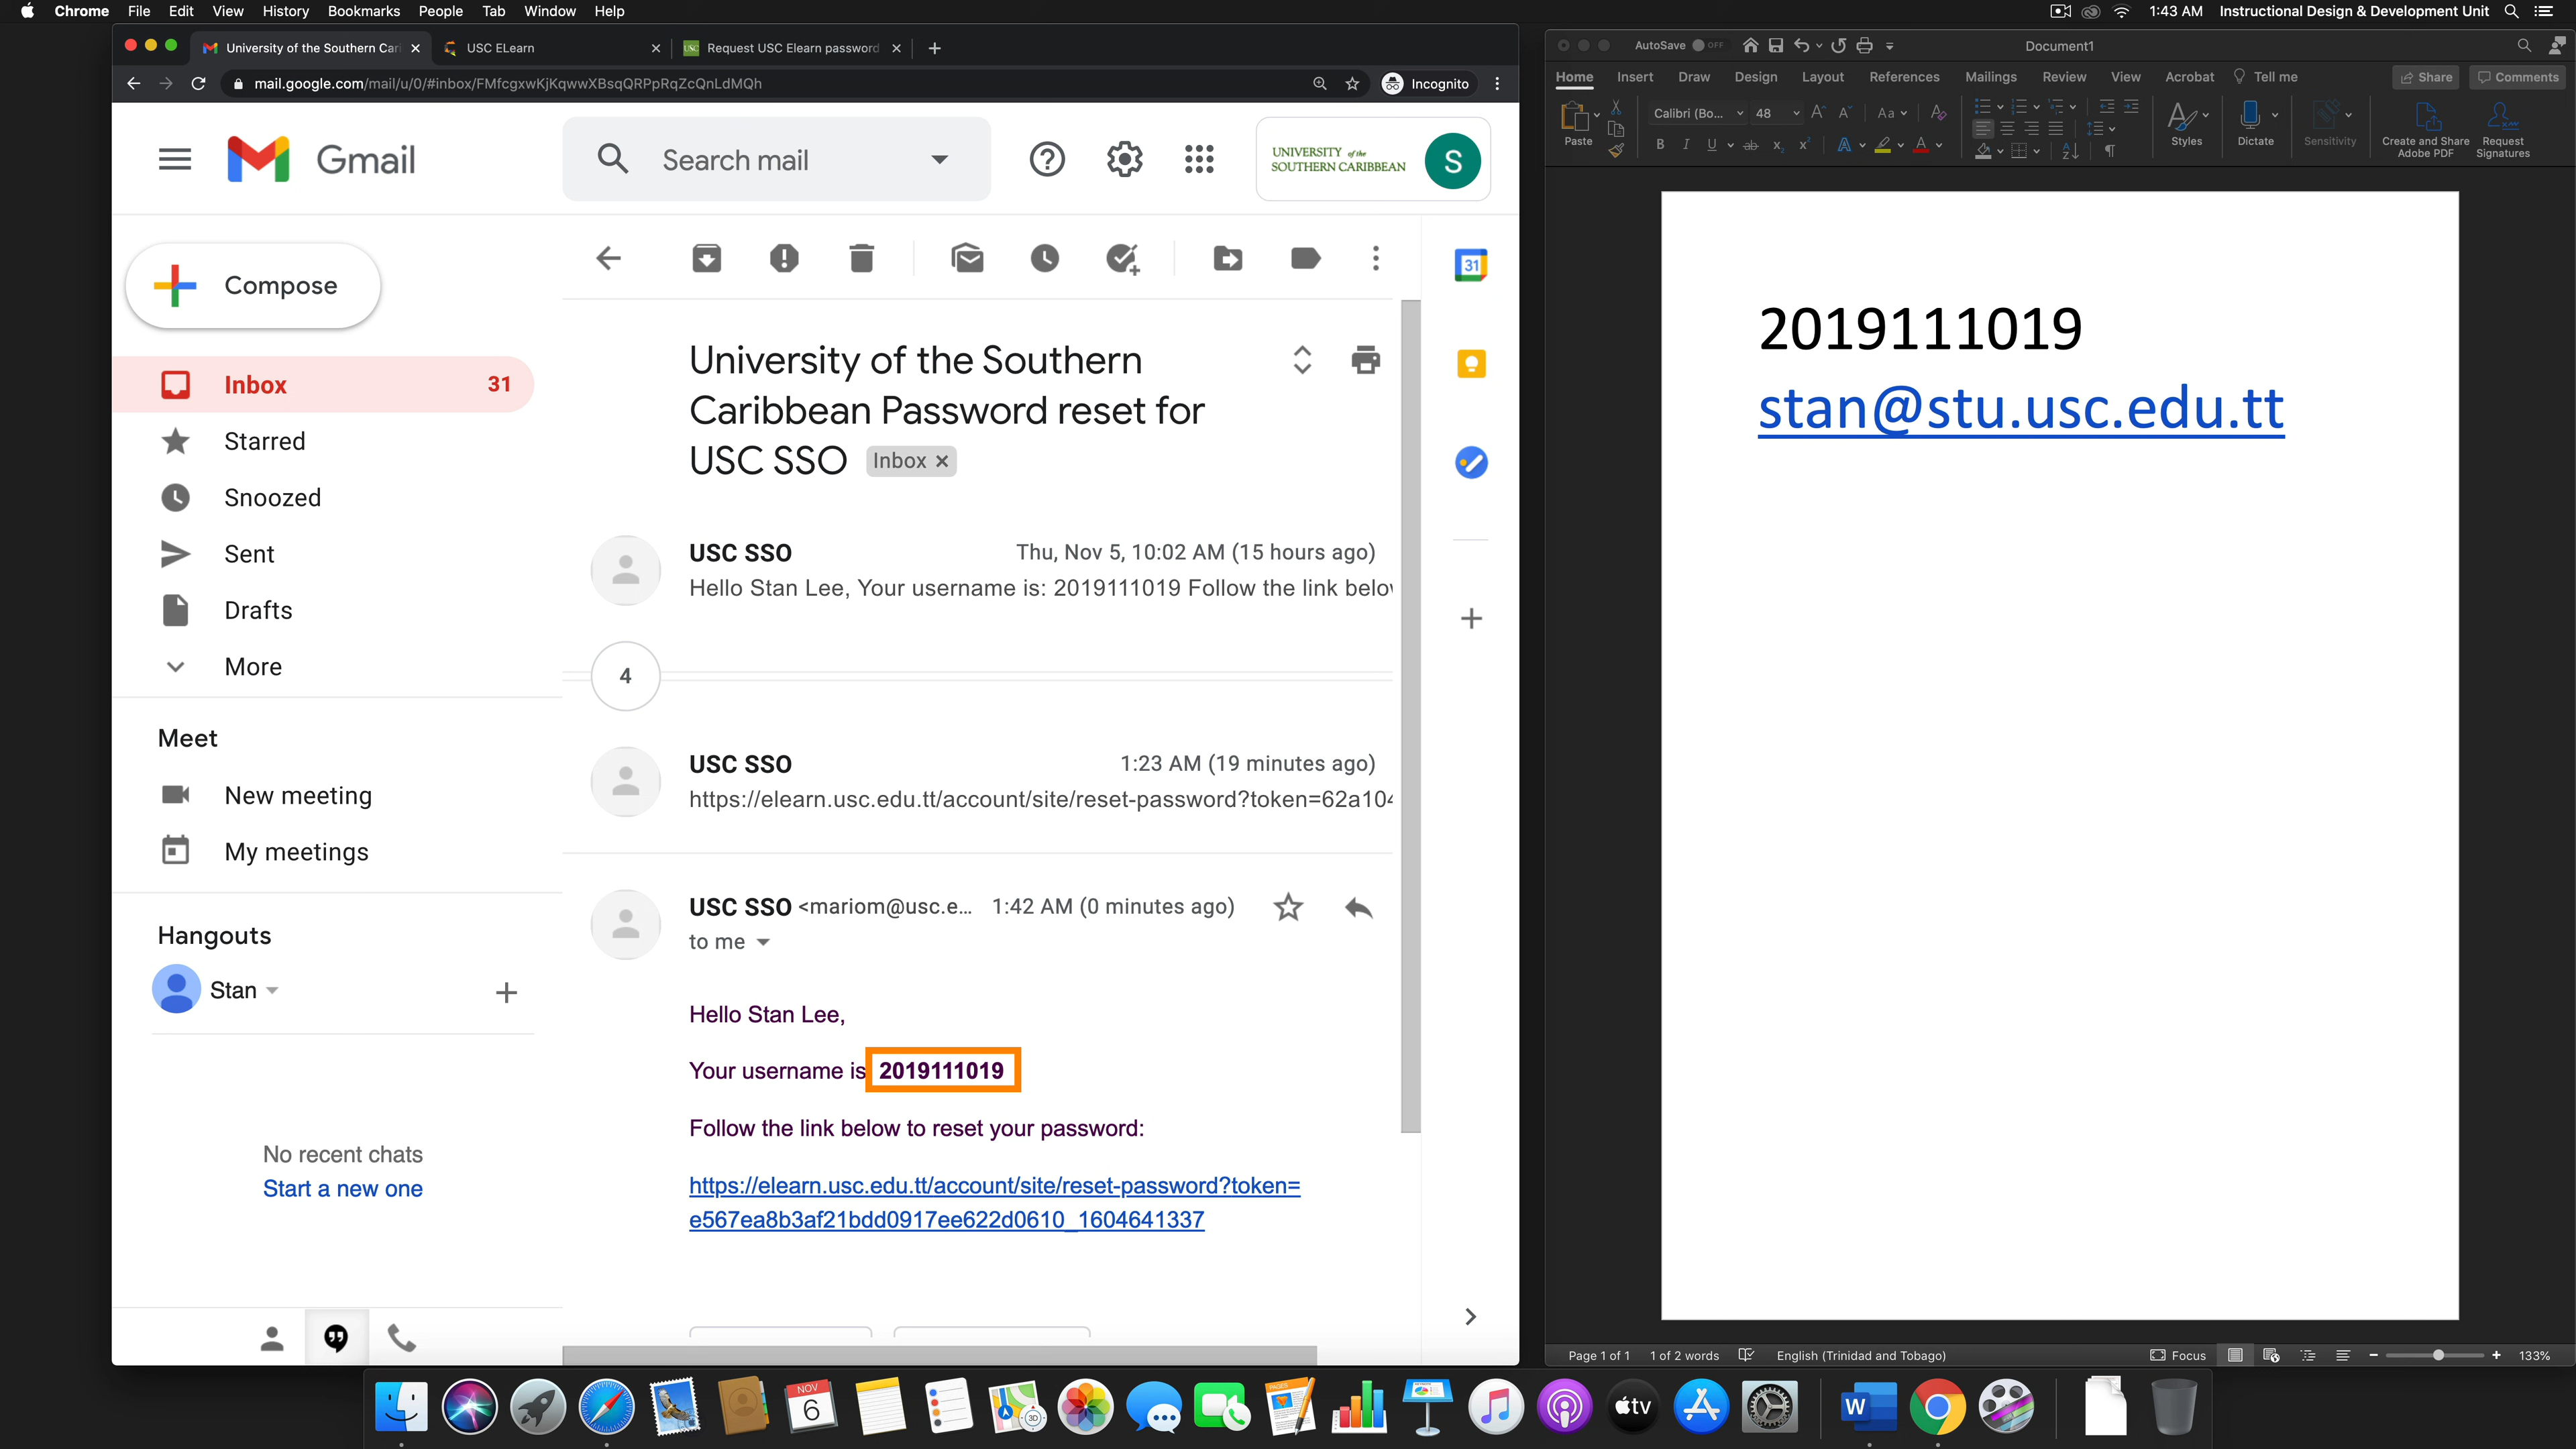 Chrome File Edit View History Bookmarks People Tab Window Help
1:43 AM Instructional Design & Development Unit
University of the Southern Cari
USC ELearn
Request USC Elearn password
mail.google.com/mail/u/0/#inbox/FMfcgxwKjKqwwXBsqQRPpRqZcQnLdMQh
Incognito
Gmail
Search mail
UNIVERSITY of the
SOUTHERN CARIBBEAN
S
Compose
Inbox 31
Starred
Snoozed
Sent
Drafts
More
Meet
New meeting
My meetings
Hangouts
Stan
No recent chats
Start a new one
31
University of the Southern
Caribbean Password reset for
USC SSO Inbox
USC SSO Thu, Nov 5, 10:02 AM (15 hours ago)
Hello Stan Lee, Your username is: 2019111019 Follow the link below
4
USC SSO 1:23 AM (19 minutes ago)
https://elearn.usc.edu.tt/account/site/reset-password?token=62a104
USC SSO <mariom@usc.e... 1:42 AM (0 minutes ago)
to me
Hello Stan Lee,
Your username is 2019111019
Follow the link below to reset your password:
https://elearn.usc.edu.tt/account/site/reset-password?token=
e567ea8b3af21bdd0917ee622d0610_1604641337
AutoSave OFF
Document1
Home Insert Draw Design Layout References Mailings Review View Acrobat Tell me
Share Comments
Paste
Calibri (Bo... 48
Aa
Styles
Dictate
Sensitivity
Create and Share
Adobe PDF
Request
Signatures
2019111019
stan@stu.usc.edu.tt
Page 1 of 1 1 of 2 words English (Trinidad and Tobago)
Focus 133%
NOV
6
3D
PAGES
tv
W